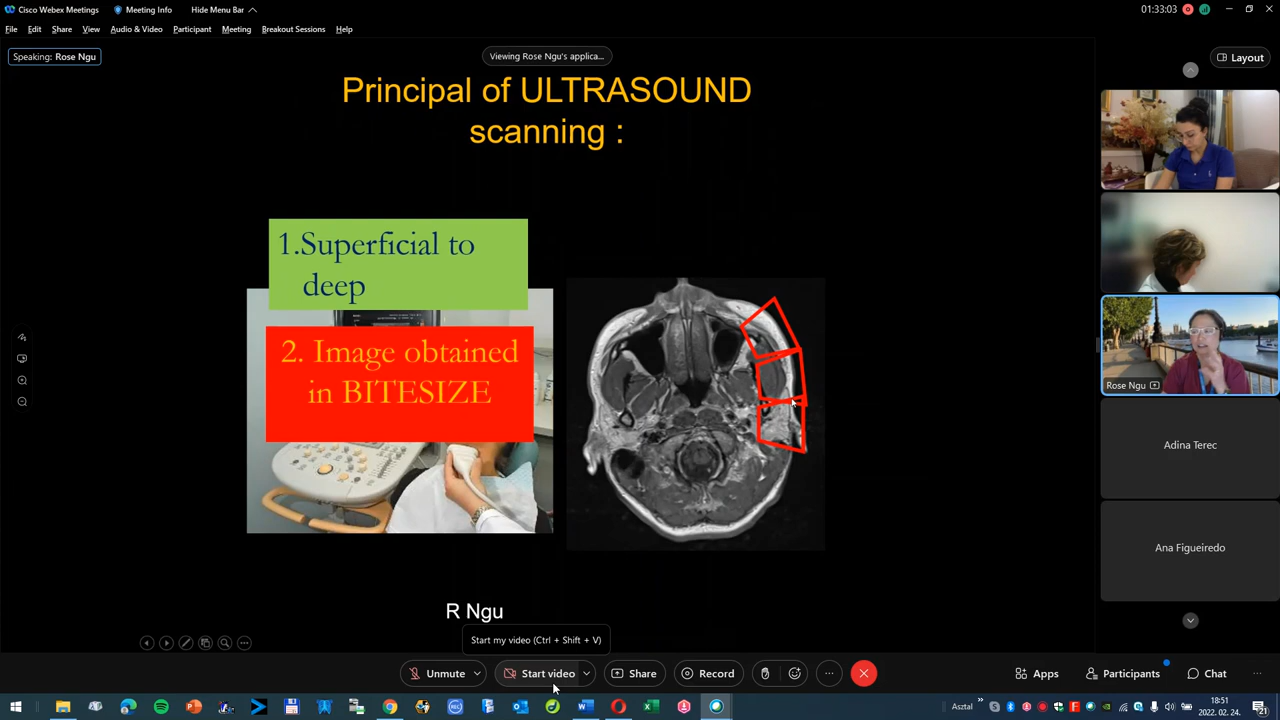 Cisco Webex Meetings
Meeting Info
Hide Menu Bar
01:33:03
File
Edit
Share
View
Audio & Video
Participant
Meeting
Breakout Sessions
Help
Speaking: Rose Ngu
Viewing Rose Ngu's applica...
Layout
Principal of ULTRASOUND
scanning :
1.Superficial to
deep
2. Image obtained
in BITESIZE
Rose Ngu
Adina Terec
Ana Figueiredo
R Ngu
Start my video (Ctrl + Shift + V)
Unmute
Start video
Share
Record
Apps
Participants
Chat
Asztal
18:51
2022. 02. 24.